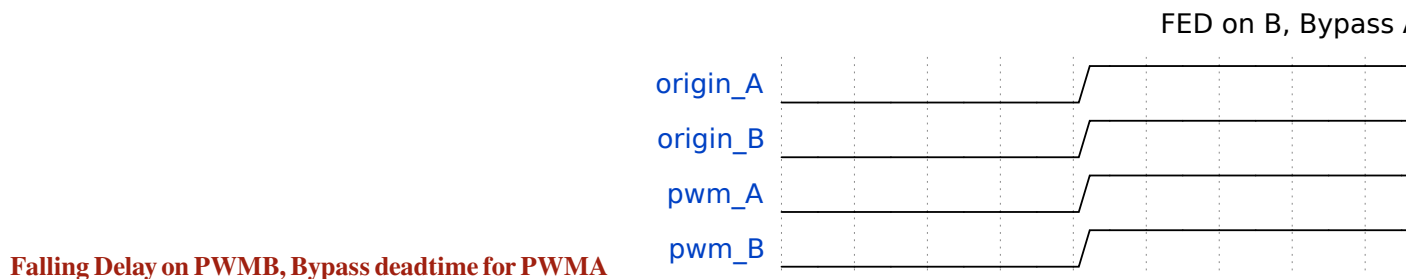 FED on B, Bypass
origin_A
origin_B
pwm_A
pwm_B
Falling Delay on PWMB, Bypass deadtime for PWMA